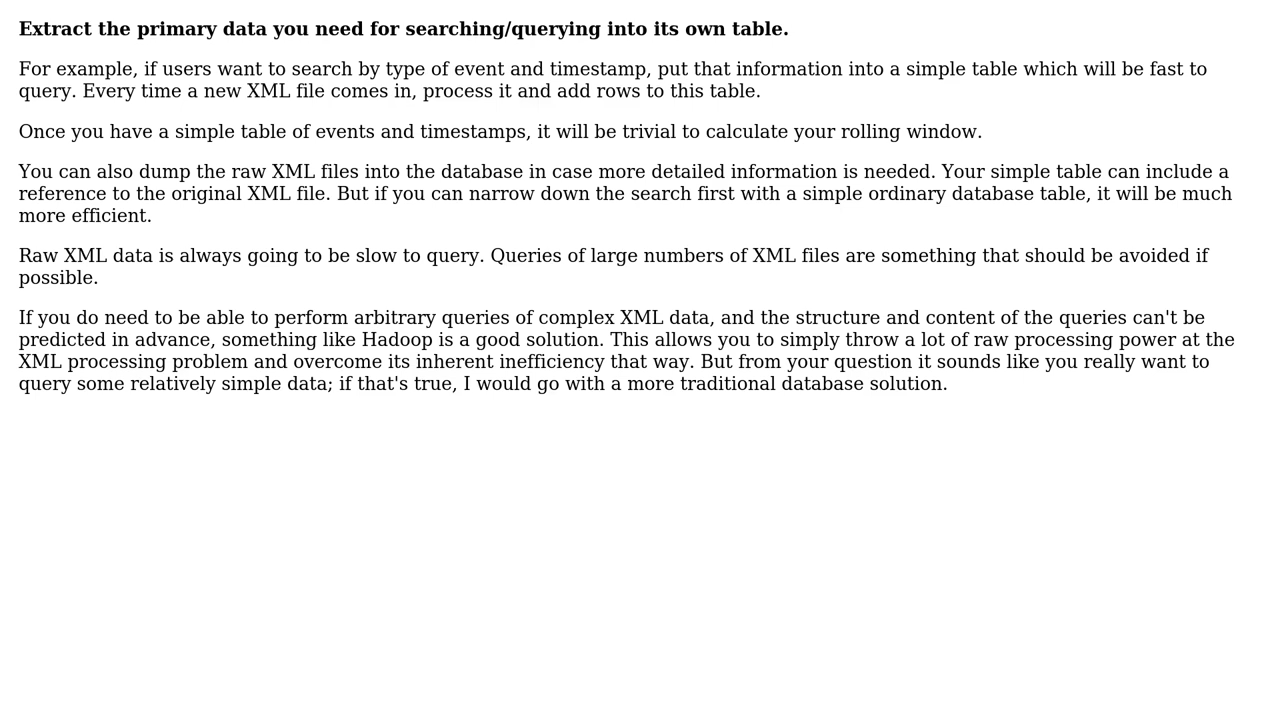 Extract the primary data you need for searching/querying into its own table.
For example, if users want to search by type of event and timestamp, put that information into a simple table which will be fast to
query. Every time a new XML file comes in, process it and add rows to this table.
Once you have a simple table of events and timestamps, it will be trivial to calculate your rolling window.
You can also dump the raw XML files into the database in case more detailed information is needed. Your simple table can include a
reference to the original XML file. But if you can narrow down the search first with a simple ordinary database table, it will be much
more efficient.
Raw XML data is always going to be slow to query. Queries of large numbers of XML files are something that should be avoided if
possible.
If you do need to be able to perform arbitrary queries of complex XML data, and the structure and content of the queries can't be
predicted in advance, something like Hadoop is a good solution. This allows you to simply throw a lot of raw processing power at the
XML processing problem and overcome its inherent inefficiency that way. But from your question it sounds like you really want to
query some relatively simple data; if that's true, I would go with a more traditional database solution.